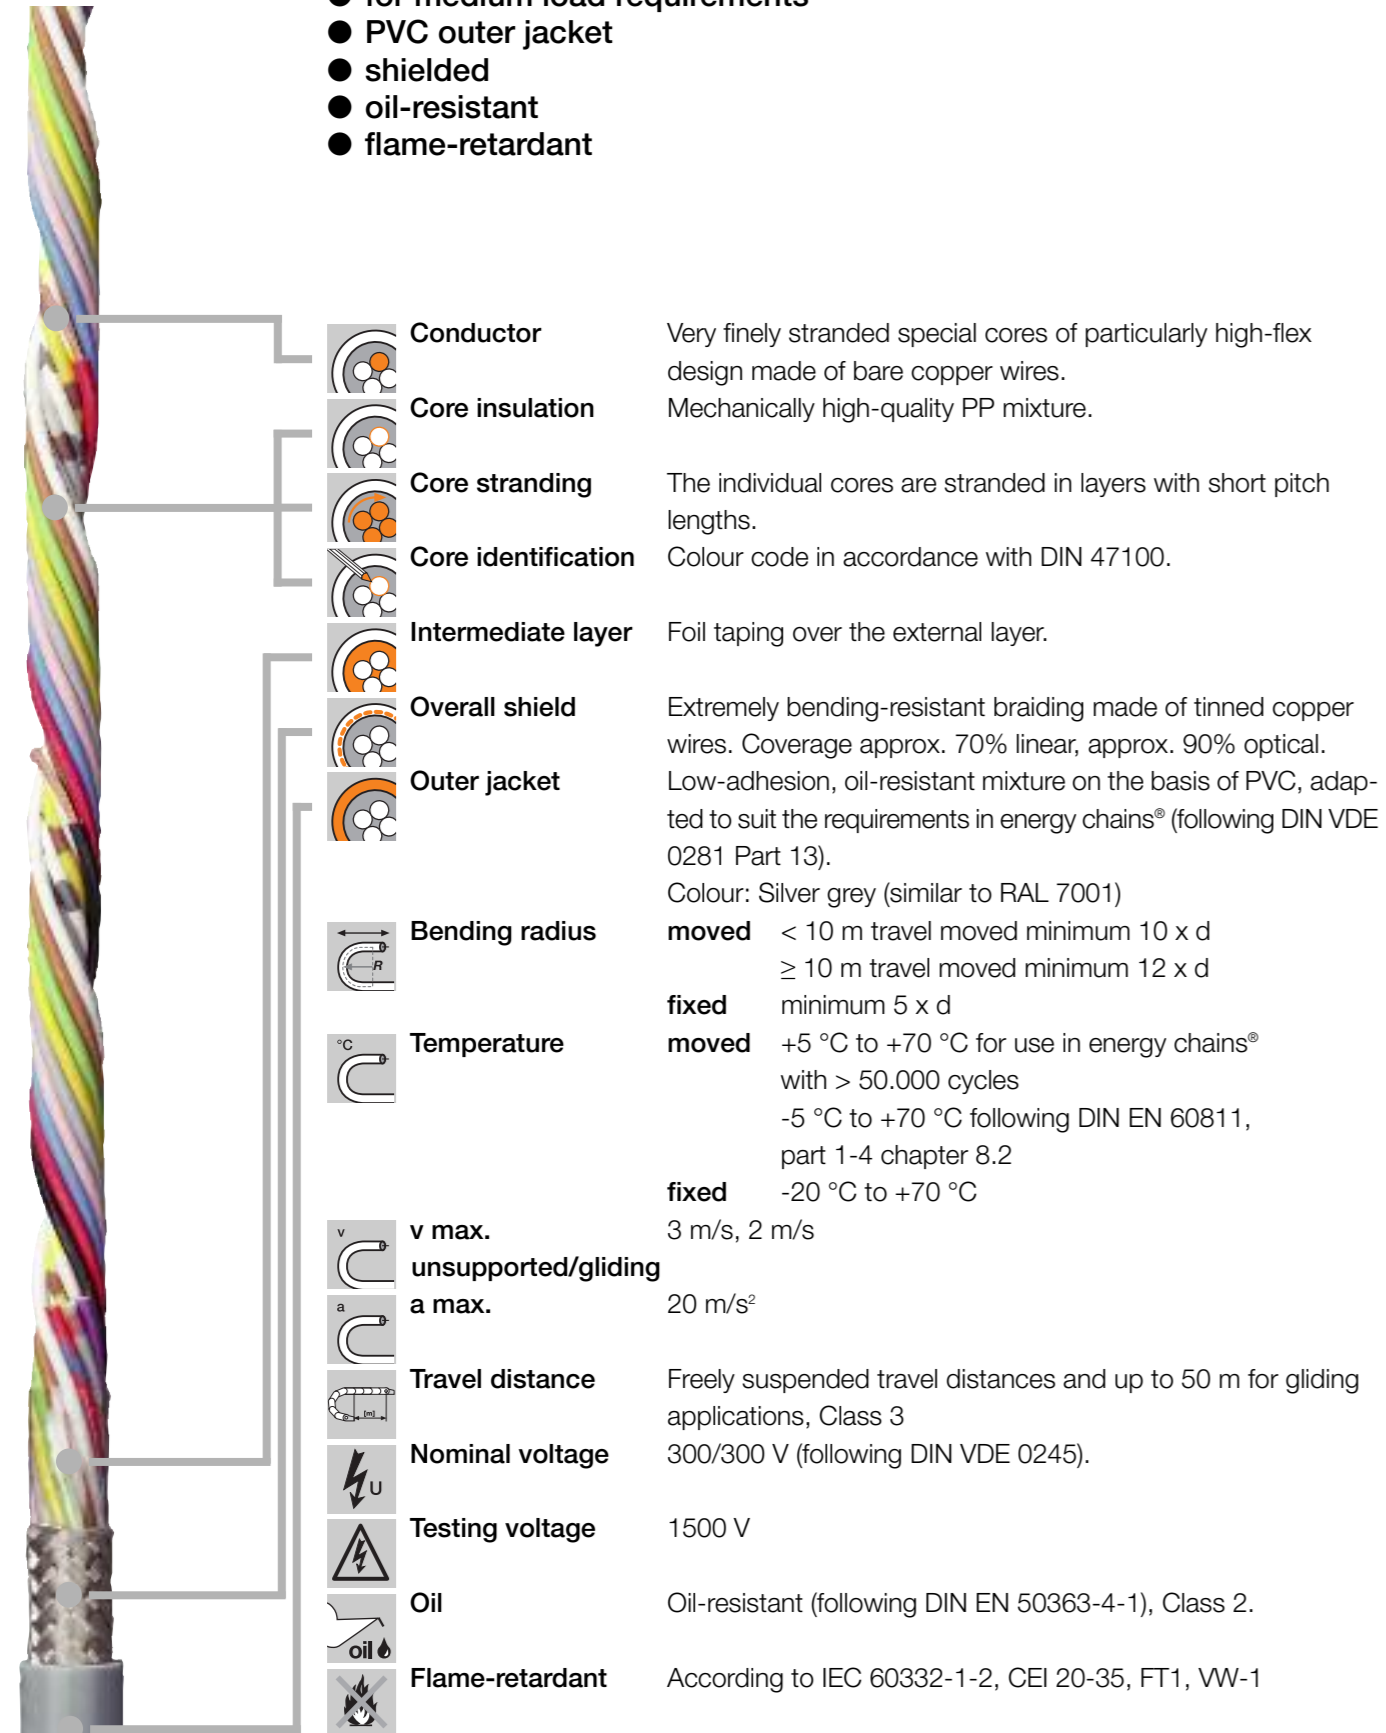 ● for medium load requirements
● PVC outer jacket
● shielded
● oil-resistant
● flame-retardant
Conductor Very finely stranded special cores of particularly high-flex
design made of bare copper wires.
Core insulation Mechanically high-quality PP mixture.
Core stranding The individual cores are stranded in layers with short pitch
lengths.
Core identification Colour code in accordance with DIN 47100.
Intermediate layer Foil taping over the external layer.
Overall shield Extremely bending-resistant braiding made of tinned copper
wires. Coverage approx. 70% linear, approx. 90% optical.
Outer jacket Low-adhesion, oil-resistant mixture on the basis of PVC, adap-
ted to suit the requirements in energy chains® (following DIN VDE
0281 Part 13).
Colour: Silver grey (similar to RAL 7001)
R
Bending radius moved < 10 m travel moved minimum 10 x d
≥ 10 m travel moved minimum 12 x d
fixed minimum 5 x d
°C
Temperature moved +5 °C to +70 °C for use in energy chains®
with > 50.000 cycles
-5 °C to +70 °C following DIN EN 60811,
part 1-4 chapter 8.2
fixed -20 °C to +70 °C
v
v max. 3 m/s, 2 m/s
unsupported/gliding
a
a max. 20 m/s²
Travel distance Freely suspended travel distances and up to 50 m for gliding
[m]
applications, Class 3
Nominal voltage 300/300 V (following DIN VDE 0245).
U
Testing voltage 1500 V
Oil Oil-resistant (following DIN EN 50363-4-1), Class 2.
oil
Flame-retardant According to IEC 60332-1-2, CEI 20-35, FT1, VW-1